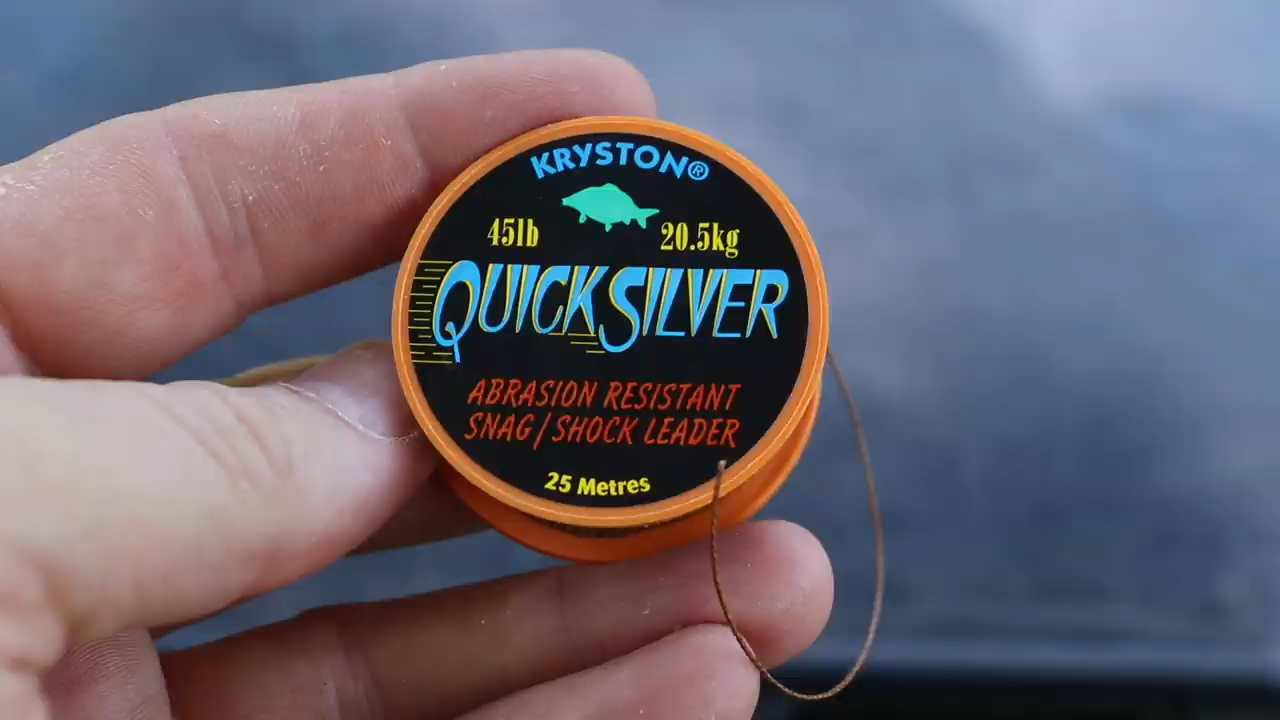 KRYSTON®
45lb 20.5kg
QUICKSILVER
ABRASION RESISTANT
SNAG/SHOCK LEADER
25 Metres